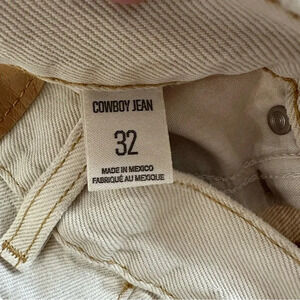 COWBOY JEAN
32
MADE IN MEXICO
FABRIQUÉ AU MEXIQUE